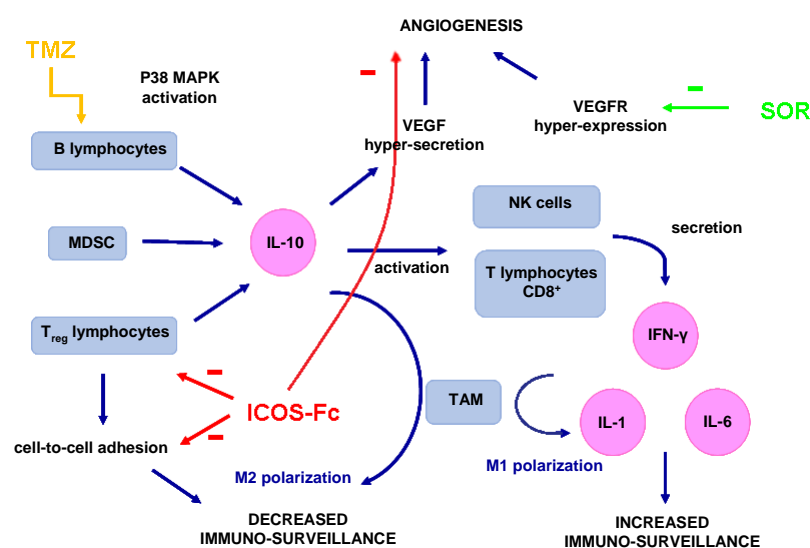 ANGIOGENESIS
TMZ
P38 MAPK
activation
B lymphocytes
VEGF
hyper-secretion
VEGFR
hyper-expression
SOR
NK cells
MDSC
IL-10
activation
secretion
T lymphocytes
CD8⁺
T_reg lymphocytes
IFN-γ
ICOS-Fc
TAM
IL-1
IL-6
cell-to-cell adhesion
M2 polarization
M1 polarization
DECREASED
IMMUNO-SURVEILLANCE
INCREASED
IMMUNO-SURVEILLANCE